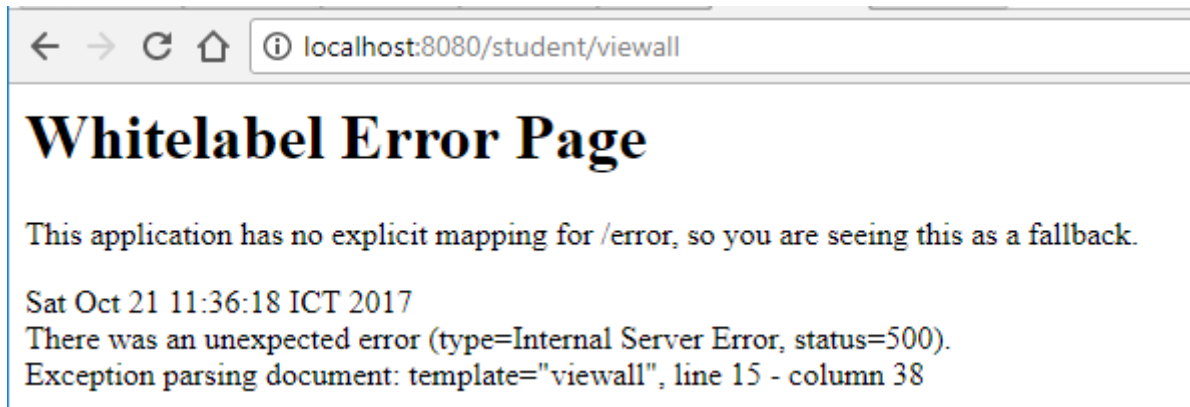 localhost:8080/student/viewall
Whitelabel Error Page
This application has no explicit mapping for /error, so you are seeing this as a fallback.
Sat Oct 21 11:36:18 ICT 2017
There was an unexpected error (type=Internal Server Error, status=500).
Exception parsing document: template="viewall", line 15 - column 38